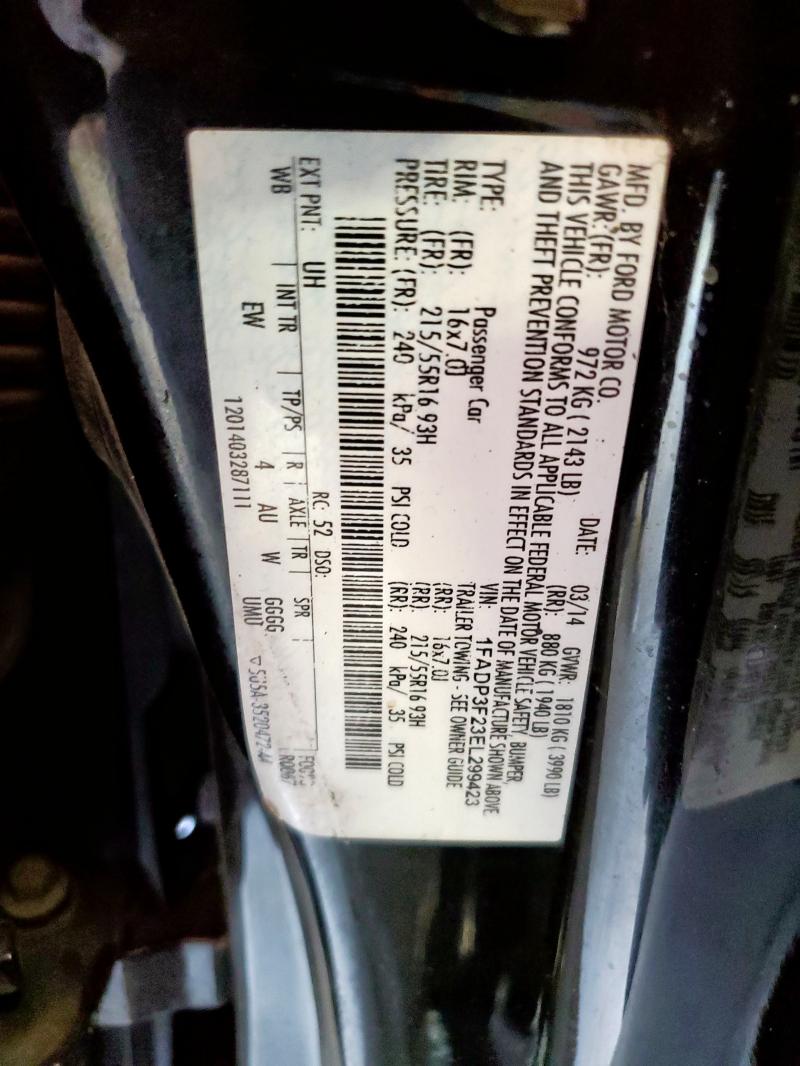 MFD. BY FORD MOTOR CO.
DATE: 03/14 GVWR: 1810 KG ( 3990 LB)
GAWR: (FR): 972 KG ( 2143 LB) (RR): 880 KG ( 1940 LB)
THIS VEHICLE CONFORMS TO ALL APPLICABLE FEDERAL MOTOR VEHICLE SAFETY, BUMPER,
AND THEFT PREVENTION STANDARDS IN EFFECT ON THE DATE OF MANUFACTURE SHOWN ABOVE
VIN: 1FADP3F23EL299423
TYPE: Passenger Car TRAILER TOWING - SEE OWNER GUIDE
RIM: (FR): 16x7.0J (RR): 16x7.0J
TIRE: (FR): 215/55R16 93H (RR): 215/55R16 93H
PRESSURE: (FR): 240 kPa/ 35 PSI COLD (RR): 240 kPa/ 35 PSI COLD
EXT PNT: UH RC: 52 DSO:
WB INT TR TP/PS R AXLE TR SPR
EW 4 AU W GGGG
1201403287111 UMU